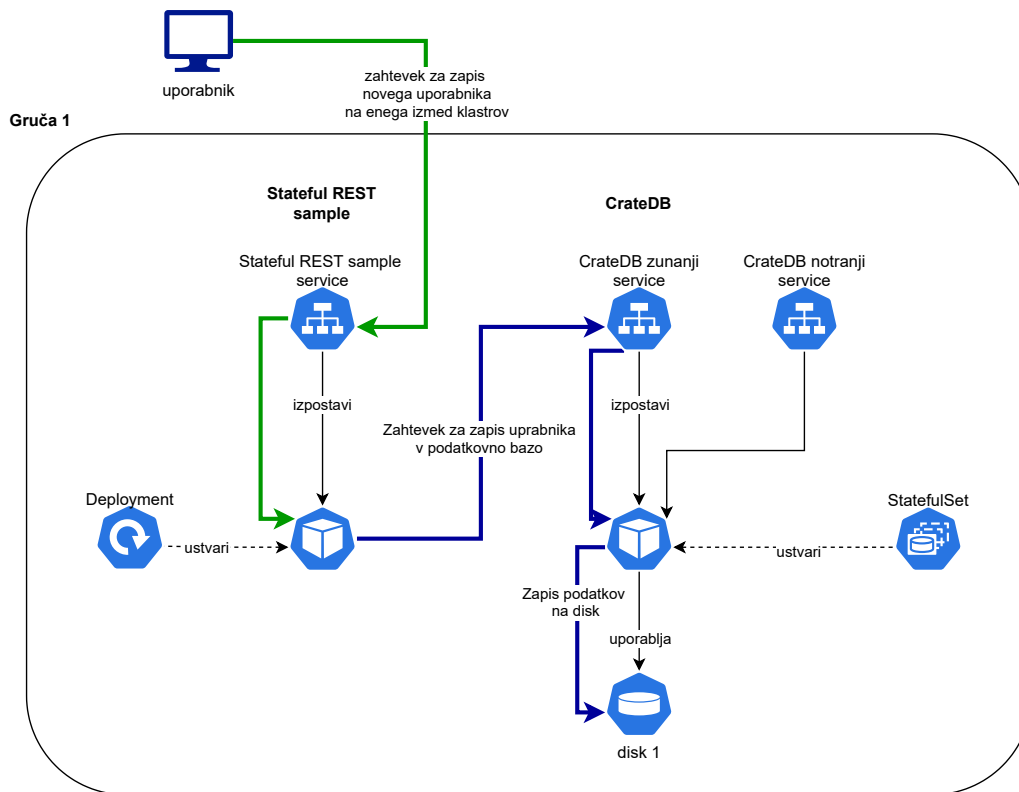 uporabnik
zahtevek za zapis
novega uporabnika
na enega izmed klastrov
Gruča 1
Stateful REST
sample
CrateDB
Stateful REST sample
service
CrateDB zunanji
service
CrateDB notranji
service
izpostavi
izpostavi
Zahtevek za zapis uprabnika
v podatkovno bazo
Deployment
StatefulSet
ustvari
ustvari
Zapis podatkov
na disk
uporablja
disk 1